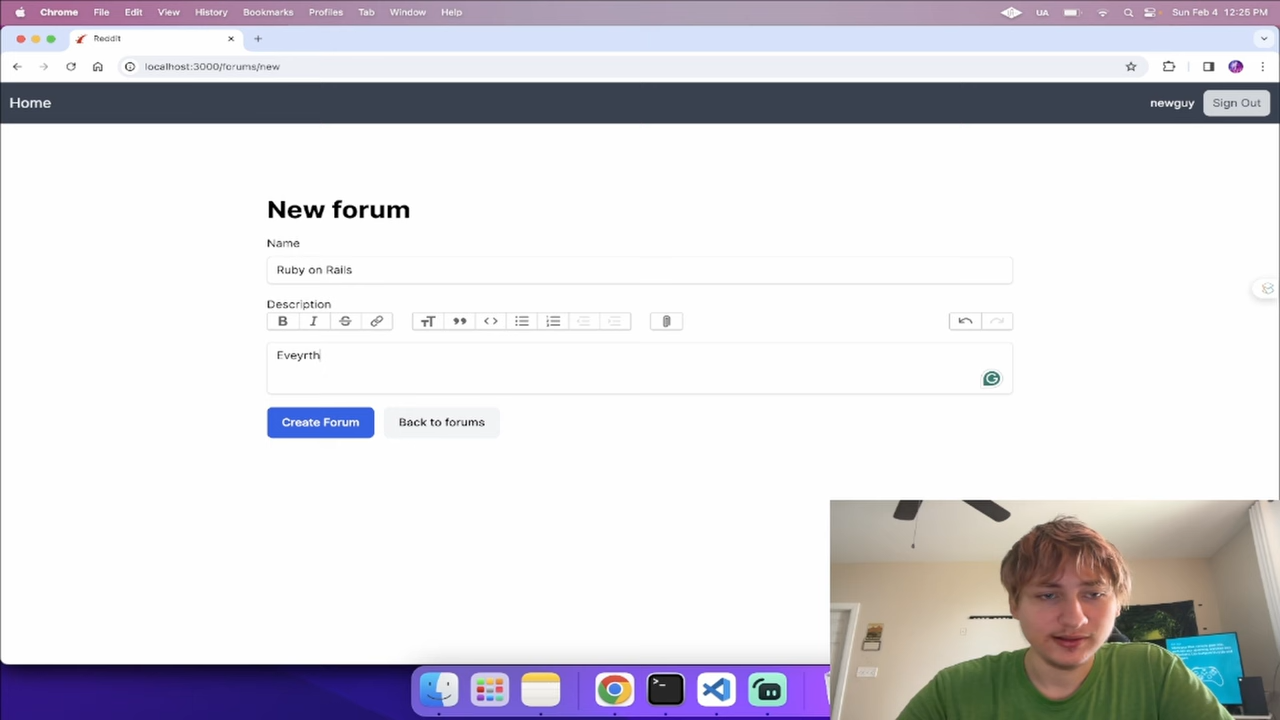 Chrome File Edit View History Bookmarks Profiles Tab Window Help UA Sun Feb 4 12:25 PM
Reddit
localhost:3000/forums/new
Home newguy Sign Out
New forum
Name
Ruby on Rails
Description
Eveyrth
Create Forum Back to forums